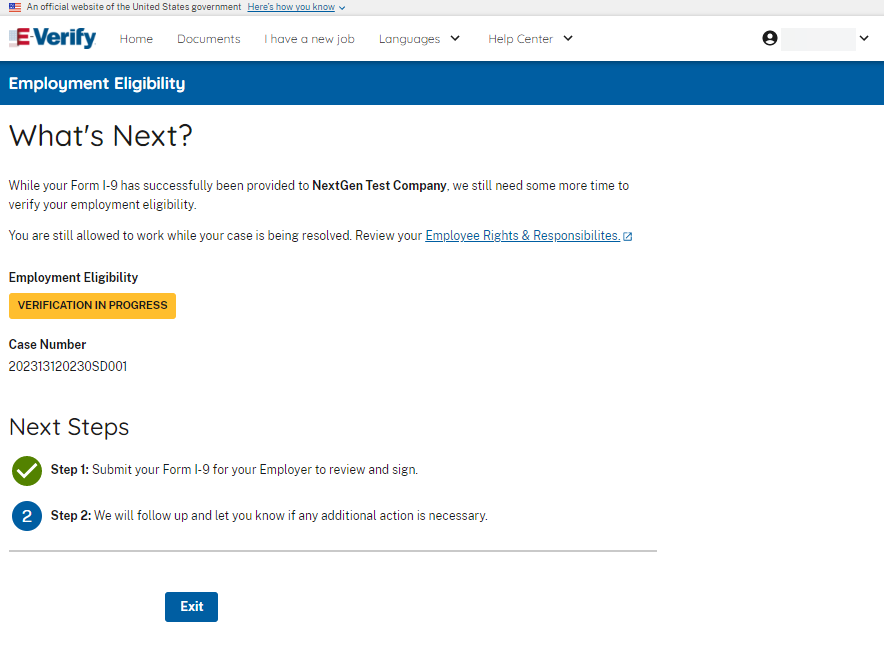 An official website of the United States government Here's how you know
E-Verify Home Documents I have a new job Languages Help Center
Employment Eligibility
What's Next?
While your Form I-9 has successfully been provided to NextGen Test Company, we still need some more time to
verify your employment eligibility.
You are still allowed to work while your case is being resolved. Review your Employee Rights & Responsibilites.
Employment Eligibility
VERIFICATION IN PROGRESS
Case Number
202313120230SD001
Next Steps
Step 1: Submit your Form I-9 for your Employer to review and sign.
2 Step 2: We will follow up and let you know if any additional action is necessary.
Exit